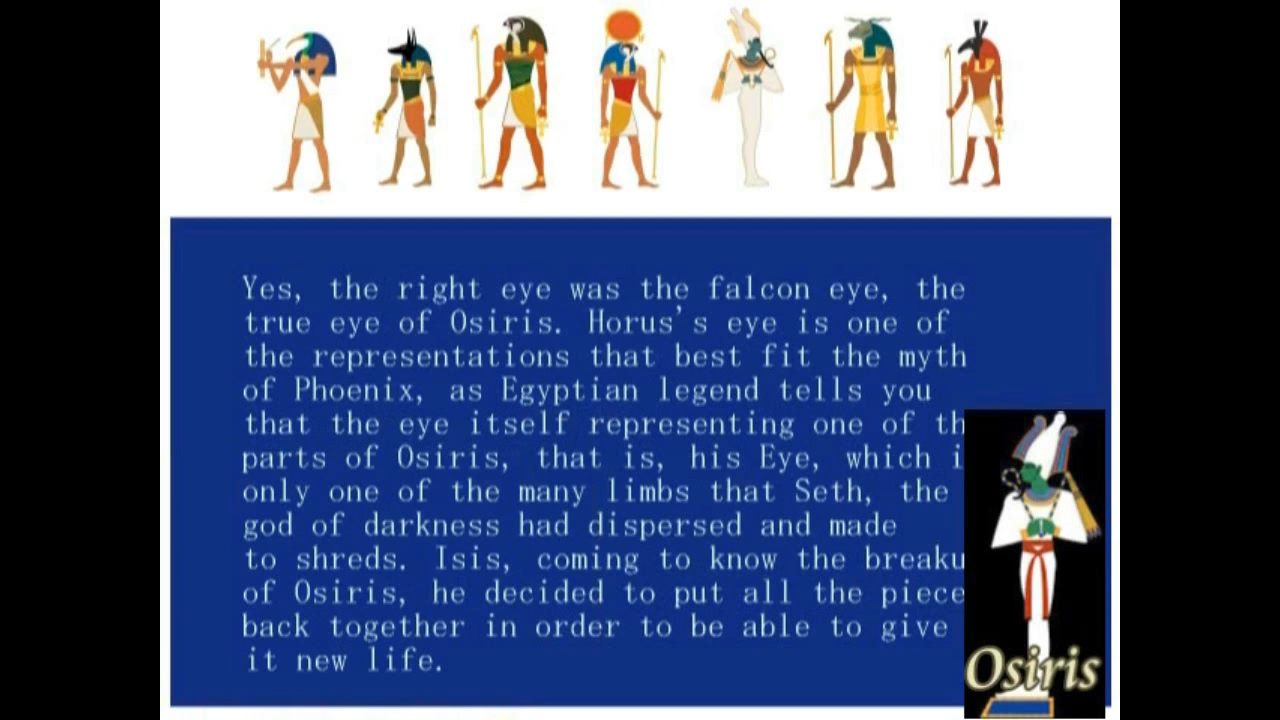 Yes, the right eye was the falcon eye, the
true eye of Osiris. Horus's eye is one of
the representations that best fit the myth
of Phoenix, as Egyptian legend tells you
that the eye itself representing one of th
parts of Osiris, that is, his Eye, which i
only one of the many limbs that Seth, the
god of darkness had dispersed and made
to shreds. Isis, coming to know the breaku
of Osiris, he decided to put all the piece
back together in order to be able to give
it new life.
Osiris